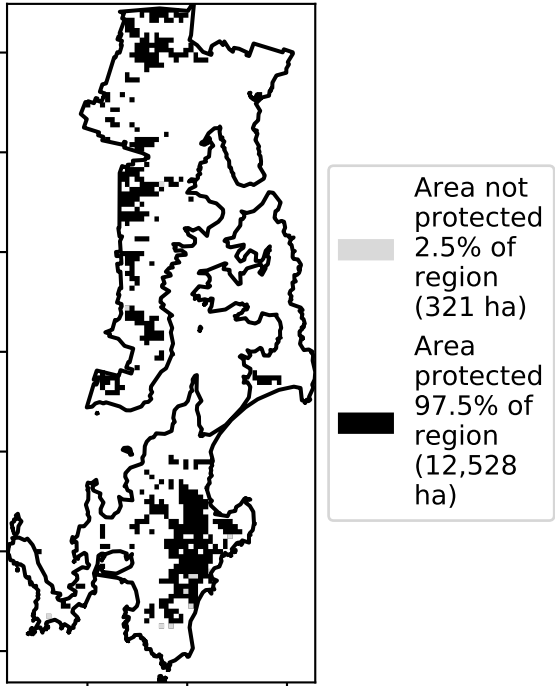 Area not
protected
2.5% of
region
(321 ha)
Area
protected
97.5% of
region
(12,528
ha)